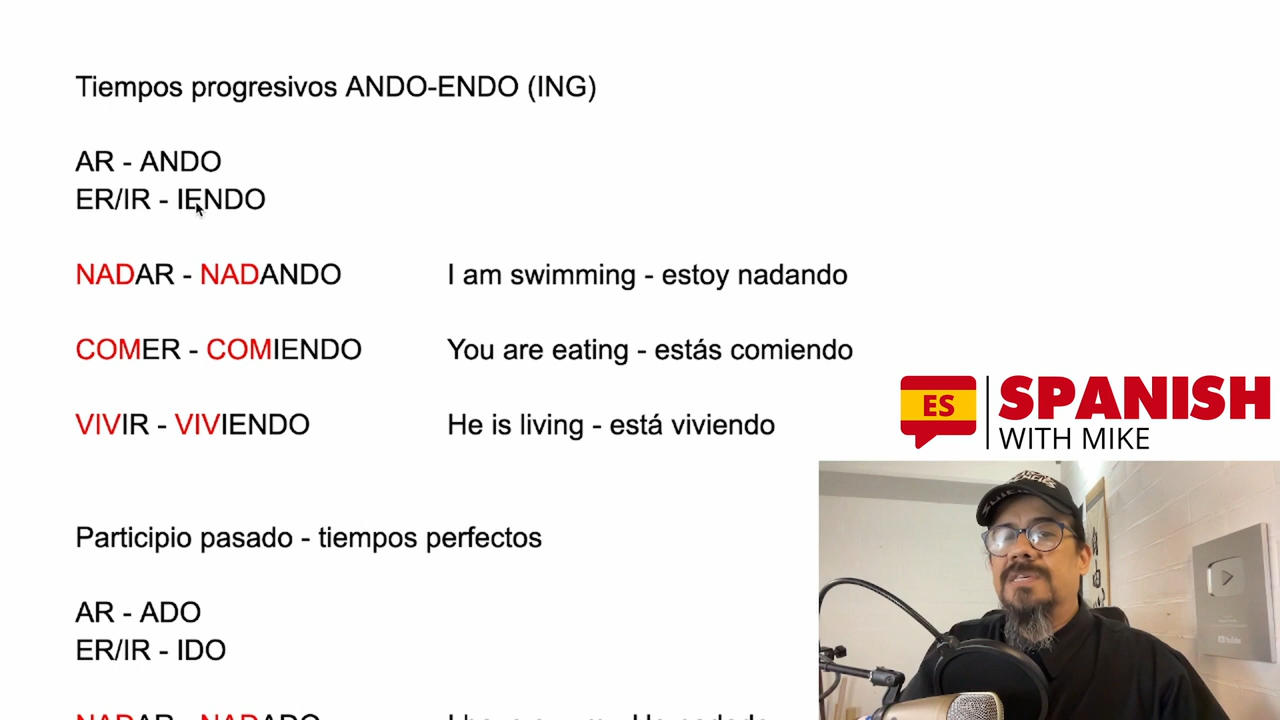 Tiempos progresivos ANDO-ENDO (ING)
AR - ANDO
ER/IR - IENDO
NADAR - NADANDO I am swimming - estoy nadando
COMER - COMIENDO You are eating - estás comiendo
VIVIR - VIVIENDO He is living - está viviendo
ES SPANISH
WITH MIKE
Participio pasado - tiempos perfectos
AR - ADO
ER/IR - IDO
NADAR - NADADO